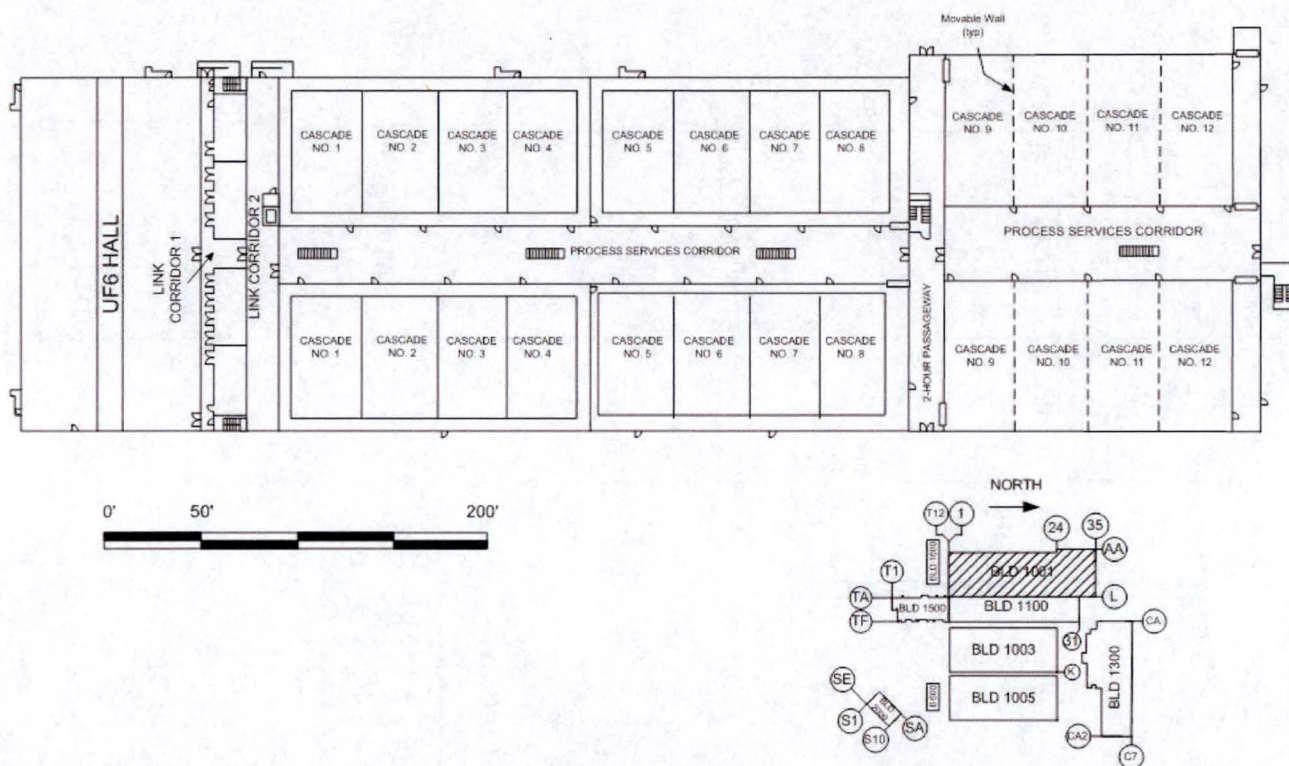 Movable Wall
(typ)
CASCADE
NO. 1
CASCADE
NO. 2
CASCADE
NO. 3
CASCADE
NO. 4
CASCADE
NO. 5
CASCADE
NO. 6
CASCADE
NO. 7
CASCADE
NO. 8
CASCADE
NO. 9
CASCADE
NO. 10
CASCADE
NO. 11
CASCADE
NO. 12
UF6 HALL
LINK
CORRIDOR 1
LINK CORRIDOR 2
PROCESS SERVICES CORRIDOR
2-HOUR PASSAGEWAY
PROCESS SERVICES CORRIDOR
CASCADE
NO. 1
CASCADE
NO. 2
CASCADE
NO. 3
CASCADE
NO. 4
CASCADE
NO. 5
CASCADE
NO. 6
CASCADE
NO. 7
CASCADE
NO. 8
CASCADE
NO. 9
CASCADE
NO. 10
CASCADE
NO. 11
CASCADE
NO. 12
0'
50'
200'
NORTH
T12
1
24
35
AA
BLD 1001
T1
TA
BLD 1500
BLD 1100
L
TF
CA
31
BLD 1003
K
BLD 1300
BLD 1005
SE
S1
SA
S10
CA2
C7